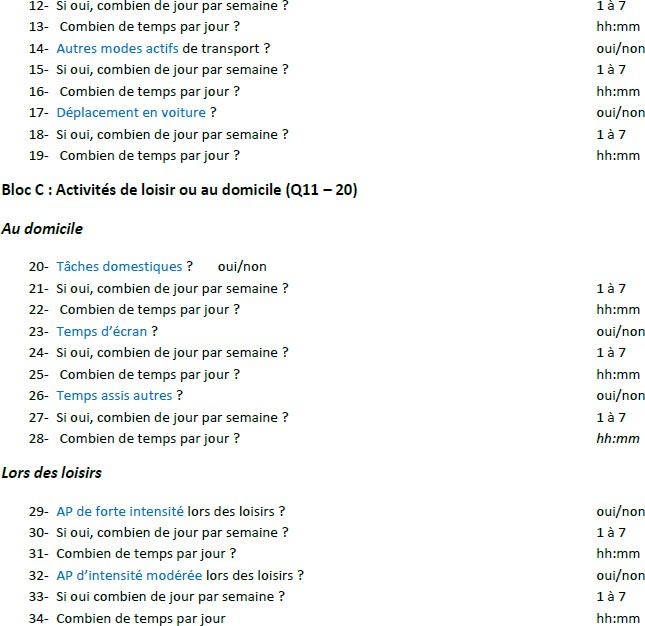 12- Si oui, combien de jour par semaine ? 1 à 7
13- Combien de temps par jour ? hh:mm
14- Autres modes actifs de transport ? oui/non
15- Si oui, combien de jour par semaine ? 1 à 7
16- Combien de temps par jour ? hh:mm
17- Déplacement en voiture ? oui/non
18- Si oui, combien de jour par semaine ? 1 à 7
19- Combien de temps par jour ? hh:mm
Bloc C : Activités de loisir ou au domicile (Q11 – 20)
Au domicile
20- Tâches domestiques ? oui/non
21- Si oui, combien de jour par semaine ? 1 à 7
22- Combien de temps par jour ? hh:mm
23- Temps d'écran ? oui/non
24- Si oui, combien de jour par semaine ? 1 à 7
25- Combien de temps par jour ? hh:mm
26- Temps assis autres ? oui/non
27- Si oui, combien de jour par semaine ? 1 à 7
28- Combien de temps par jour ? hh:mm
Lors des loisirs
29- AP de forte intensité lors des loisirs ? oui/non
30- Si oui, combien de jour par semaine ? 1 à 7
31- Combien de temps par jour ? hh:mm
32- AP d'intensité modérée lors des loisirs ? oui/non
33- Si oui combien de jour par semaine ? 1 à 7
34- Combien de temps par jour hh:mm